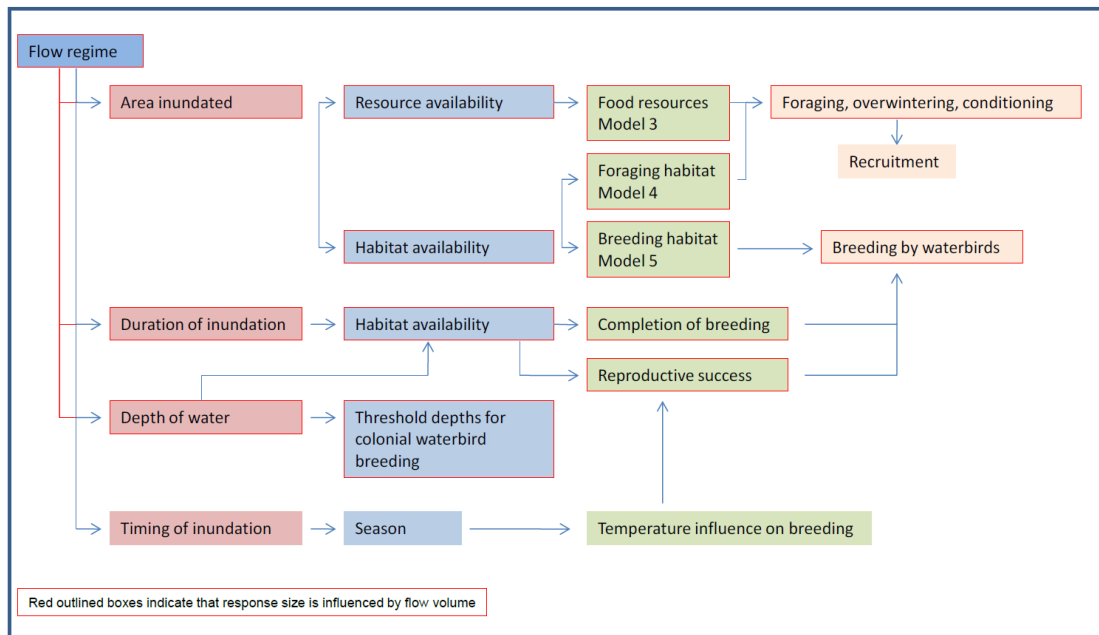 Flow regime
Area inundated
Resource availability
Food resources
Model 3
Foraging, overwintering, conditioning
Recruitment
Foraging habitat
Model 4
Habitat availability
Breeding habitat
Model 5
Breeding by waterbirds
Duration of inundation
Habitat availability
Completion of breeding
Reproductive success
Depth of water
Threshold depths for
colonial waterbird
breeding
Timing of inundation
Season
Temperature influence on breeding
Red outlined boxes indicate that response size is influenced by flow volume